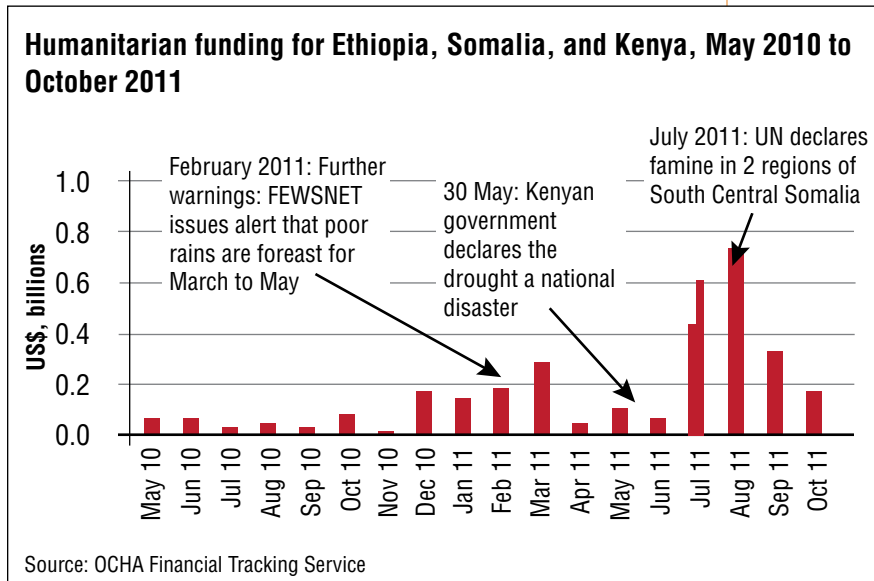 Humanitarian funding for Ethiopia, Somalia, and Kenya, May 2010 to
October 2011
July 2011: UN declares
famine in 2 regions of
South Central Somalia
February 2011: Further
warnings: FEWSNET
issues alert that poor
rains are foreast for
March to May
30 May: Kenyan
government
declares the
drought a national
disaster
US$, billions
1.0
0.8
0.6
0.4
0.2
0.0
May 10
Jun 10
Jul 10
Aug 10
Sep 10
Oct 10
Nov 10
Dec 10
Jan 11
Feb 11
Mar 11
Apr 11
May 11
Jun 11
Jul 11
Aug 11
Sep 11
Oct 11
Source: OCHA Financial Tracking Service